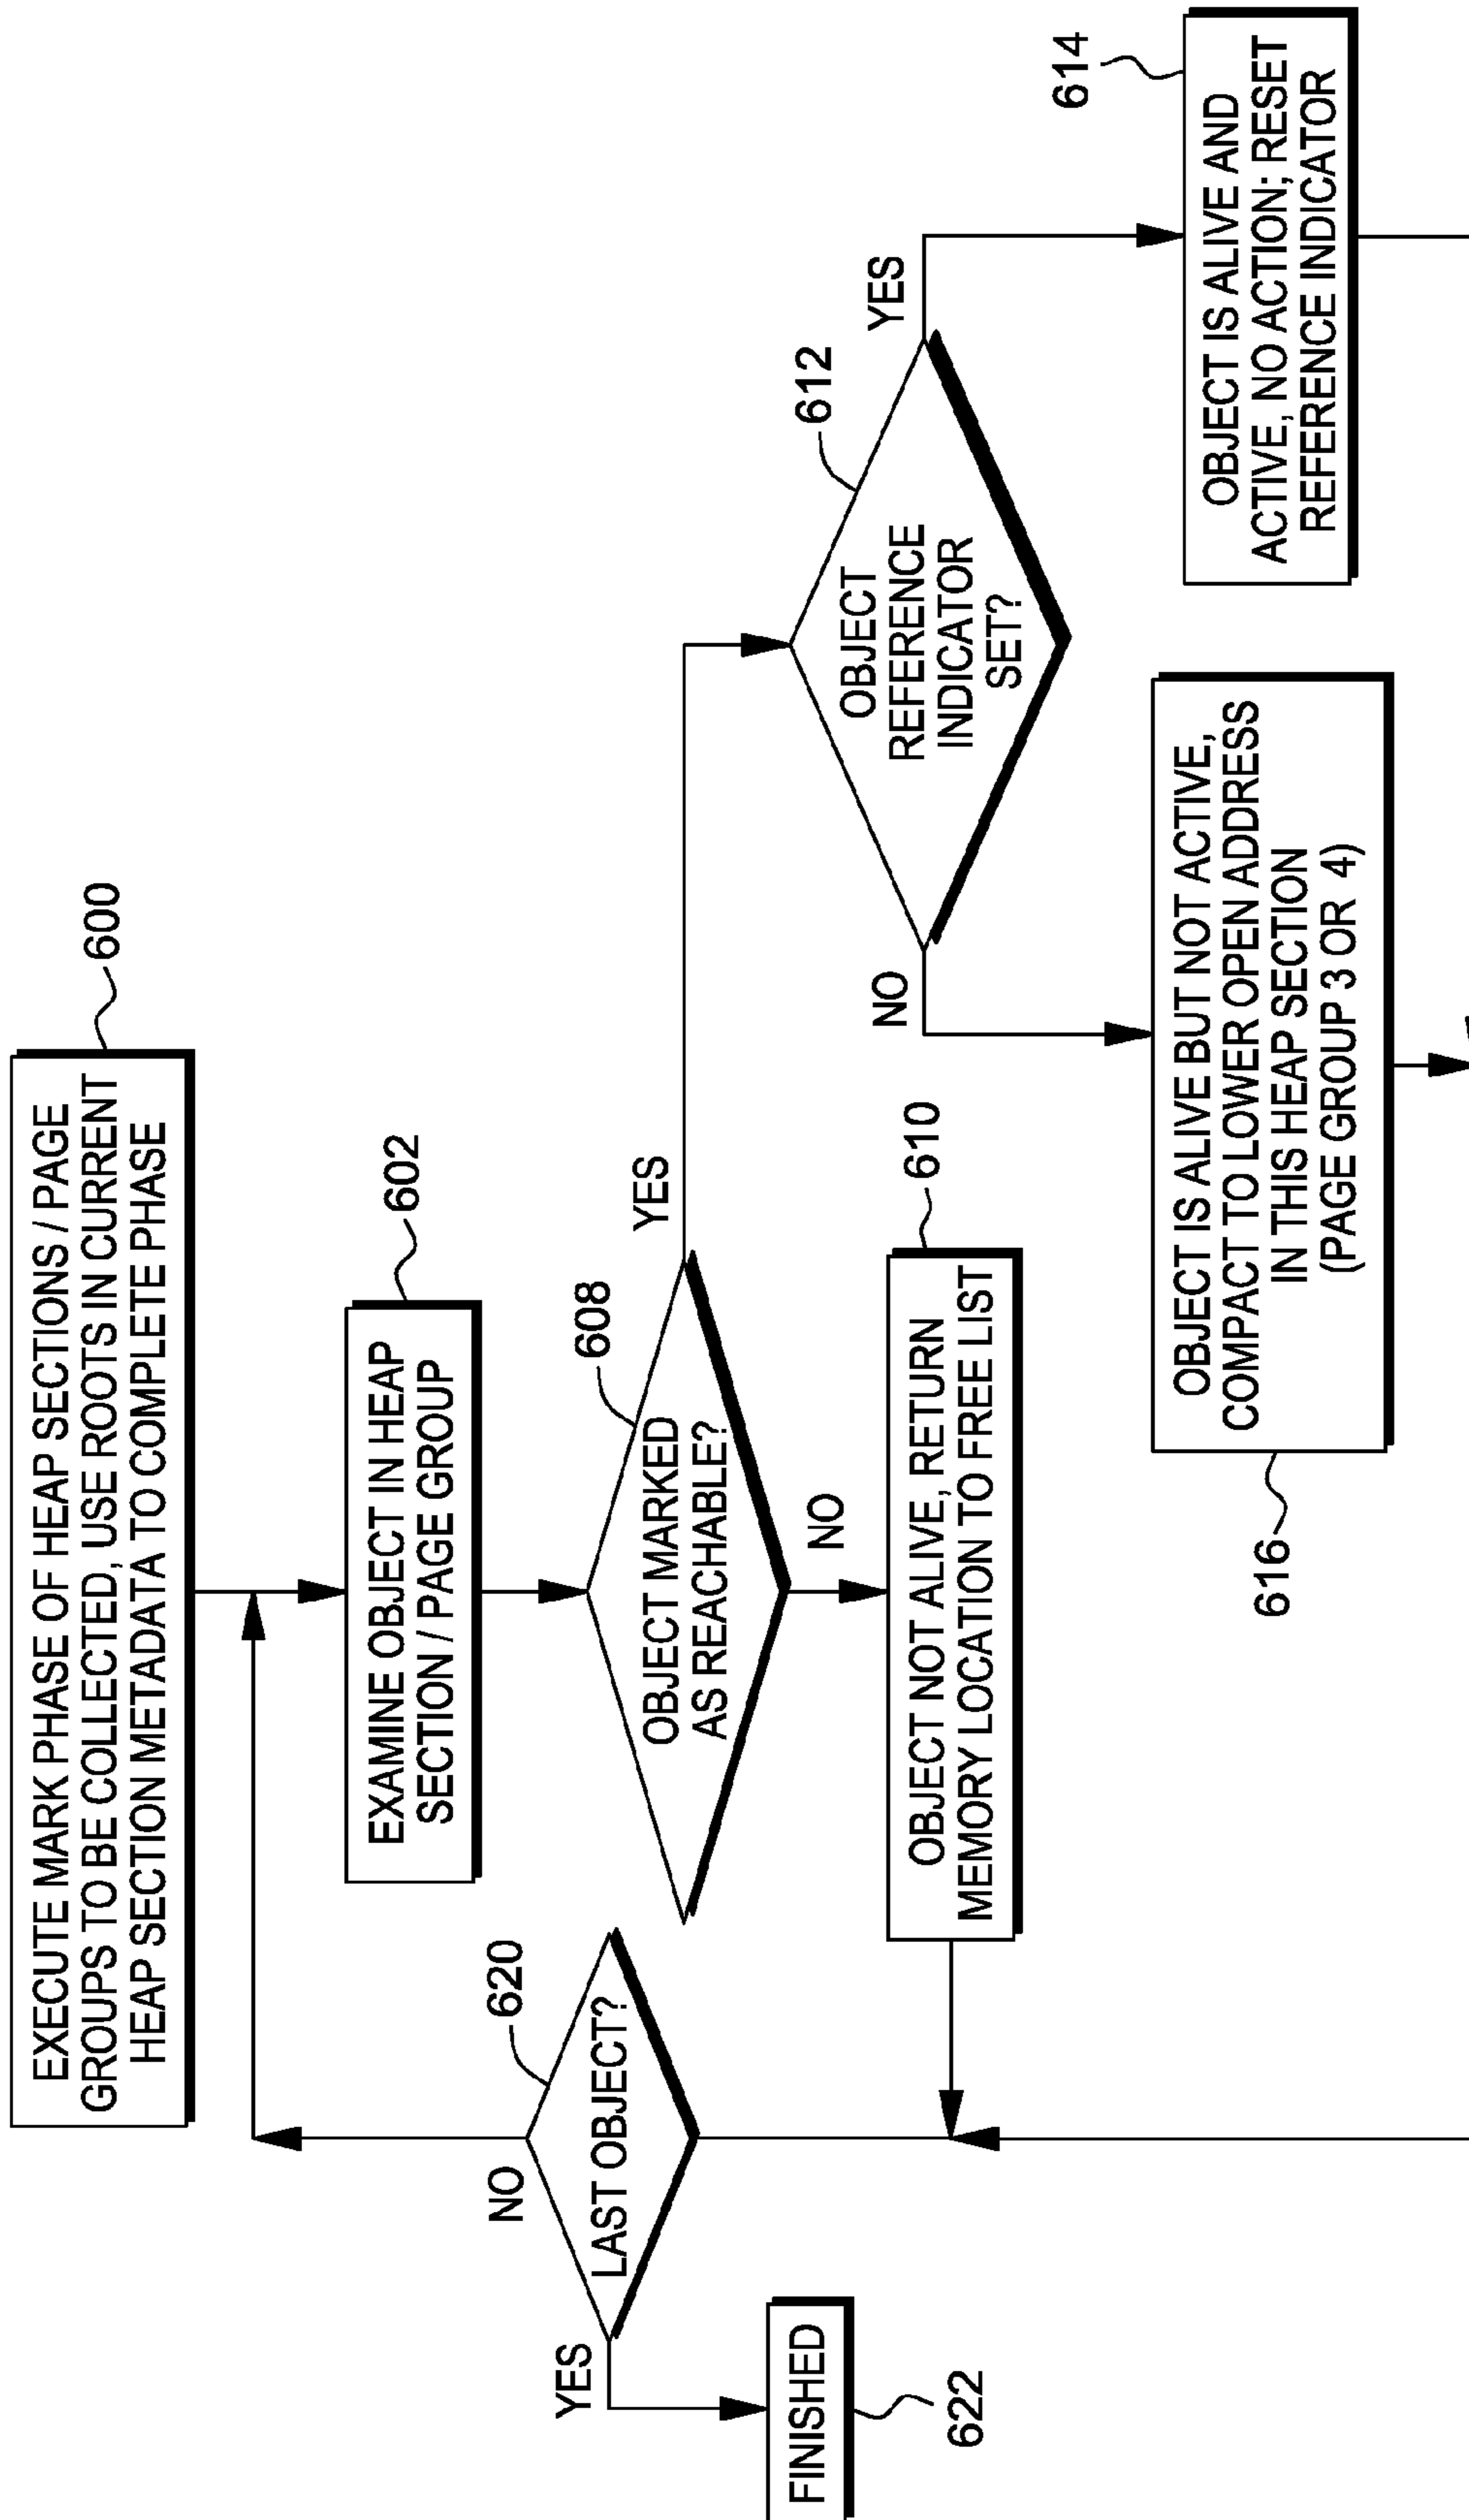 EXECUTE MARK PHASE OF HEAP SECTIONS / PAGE
GROUPS TO BE COLLECTED, USE ROOTS IN CURRENT
HEAP SECTION METADATA TO COMPLETE PHASE
600
EXAMINE OBJECT IN HEAP
SECTION / PAGE GROUP
602
OBJECT MARKED
AS REACHABLE?
608
YES
NO
OBJECT NOT ALIVE, RETURN
MEMORY LOCATION TO FREE LIST
610
OBJECT
REFERENCE
INDICATOR
SET?
612
YES
NO
OBJECT IS ALIVE AND
ACTIVE, NO ACTION; RESET
REFERENCE INDICATOR
614
OBJECT IS ALIVE BUT NOT ACTIVE,
COMPACT TO LOWER OPEN ADDRESS
IN THIS HEAP SECTION
(PAGE GROUP 3 OR 4)
616
LAST OBJECT?
620
NO
YES
FINISHED
622